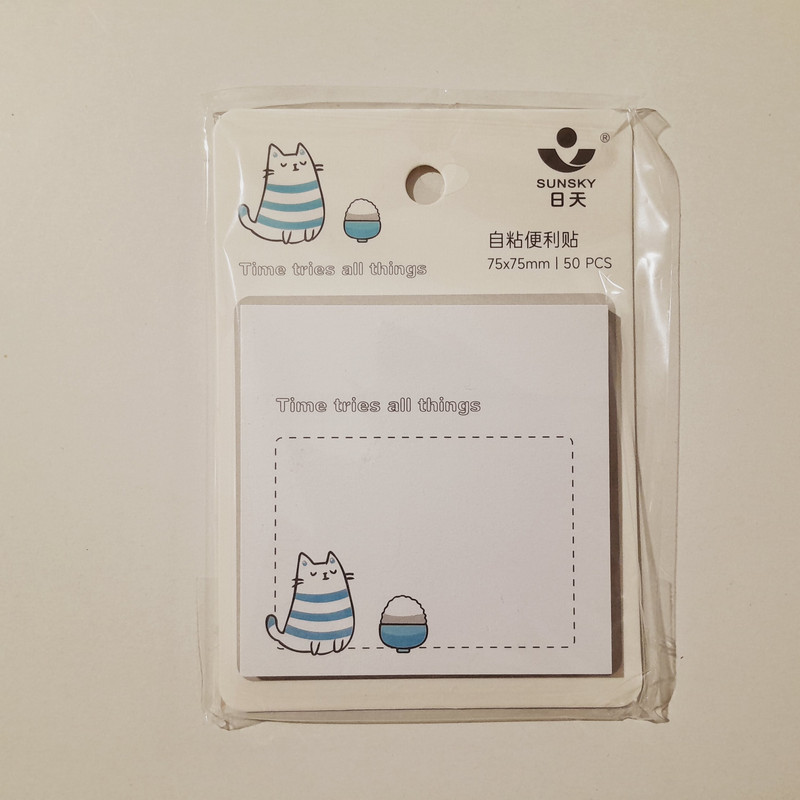 ®
SUNSKY
日天
自粘便利贴
75x75mm | 50 PCS
Time tries all things
Time tries all things